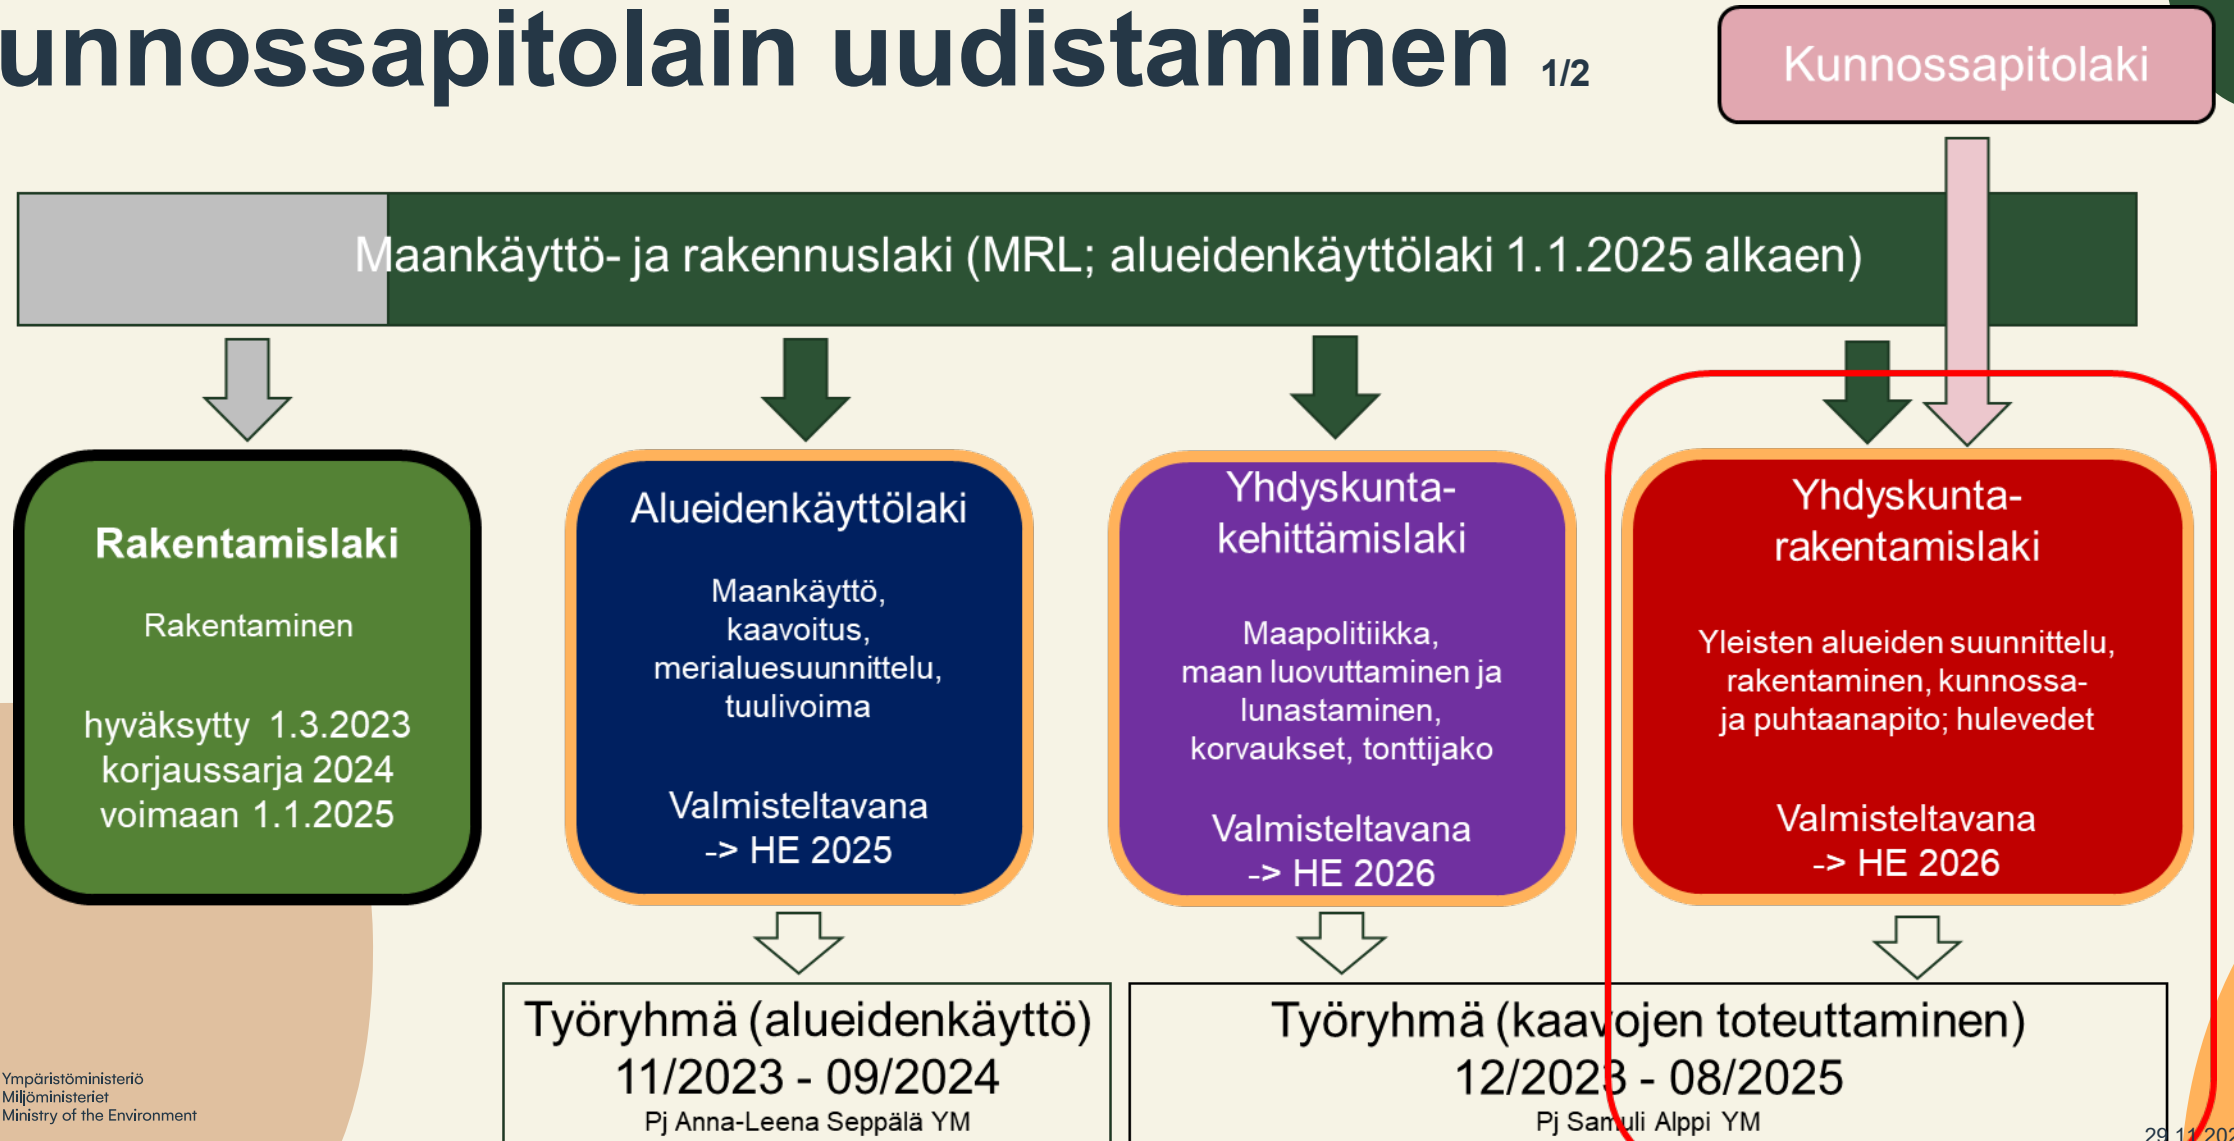 unnossapitolain uudistaminen 1/2
Kunnossapitolaki
Maankäyttö- ja rakennuslaki (MRL; alueidenkäyttölaki 1.1.2025 alkaen)
Rakentamislaki
Rakentaminen
hyväksytty 1.3.2023
korjaussarja 2024
voimaan 1.1.2025
Alueidenkäyttölaki
Maankäyttö,
kaavoitus,
merialuesuunnittelu,
tuulivoima
Valmisteltavana
-> HE 2025
Yhdyskunta-
kehittämislaki
Maapolitiikka,
maan luovuttaminen ja
lunastaminen,
korvaukset, tonttijako
Valmisteltavana
-> HE 2026
Yhdyskunta-
rakentamislaki
Yleisten alueiden suunnittelu,
rakentaminen, kunnossa-
ja puhtaanapito; hulevedet
Valmisteltavana
-> HE 2026
Työryhmä (alueidenkäyttö)
11/2023 - 09/2024
Pj Anna-Leena Seppälä YM
Työryhmä (kaavojen toteuttaminen)
12/2023 - 08/2025
Pj Samuli Alppi YM
Ympäristöministeriö
Miljöministeriet
Ministry of the Environment
29.11.202